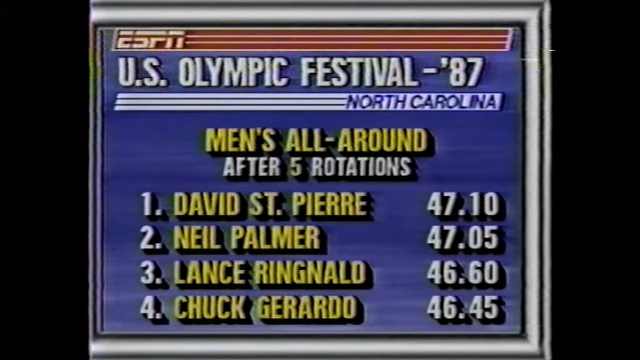 ESPN
U.S. OLYMPIC FESTIVAL-'87
NORTH CAROLINA
MEN'S ALL-AROUND
AFTER 5 ROTATIONS
1. DAVID ST. PIERRE 47.10
2. NEIL PALMER 47.05
3. LANCE RINGNALD 46.60
4. CHUCK GERARDO 46.45